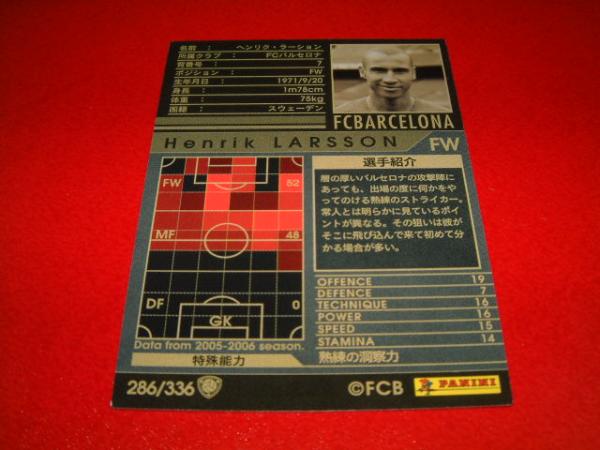 名前 : ヘンリク・ラーション
所属クラブ : FCバルセロナ
背番号 : 7
ポジション : FW
生年月日 : 1971/9/20
身長 : 1m78cm
体重 : 75kg
国籍 : スウェーデン
FCBARCELONA
Henrik LARSSON FW
FW 52
MF 48
DF 0
GK
Data from 2005-2006 season.
選手紹介
層の厚いバルセロナの攻撃陣に
あっても、出場の度に何かをや
ってのける熟練のストライカー。
常人とは明らかに見ているポイ
ントが異なる。その狙いは彼が
そこに飛び込んで来て初めて分
かる場合が多い。
OFFENCE 19
DEFENCE 7
TECHNIQUE 16
POWER 16
SPEED 15
STAMINA 14
特殊能力 熟練の洞察力
286/336 ©FCB PANINI